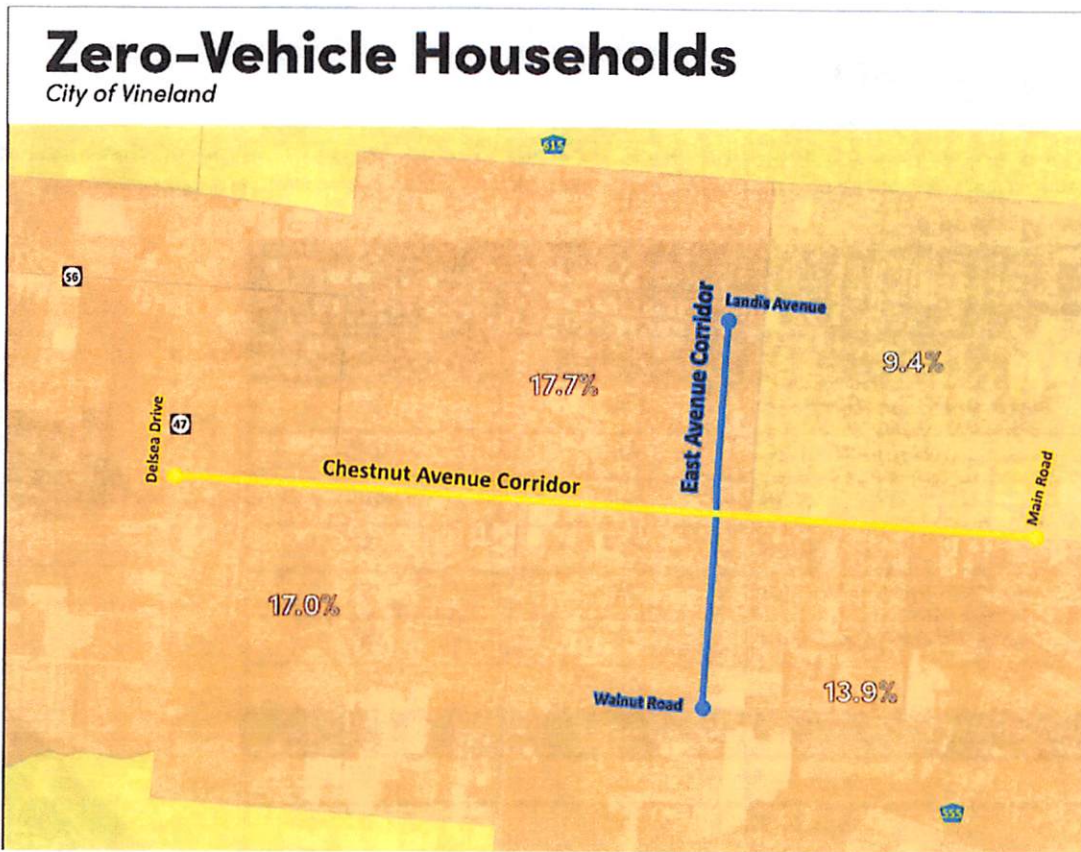 Zero-Vehicle Households
City of Vineland
615
56
Landis Avenue
East Avenue Corridor
9.4%
17.7%
47
Delsea Drive
Chestnut Avenue Corridor
Main Road
17.0%
13.9%
Walnut Road
555